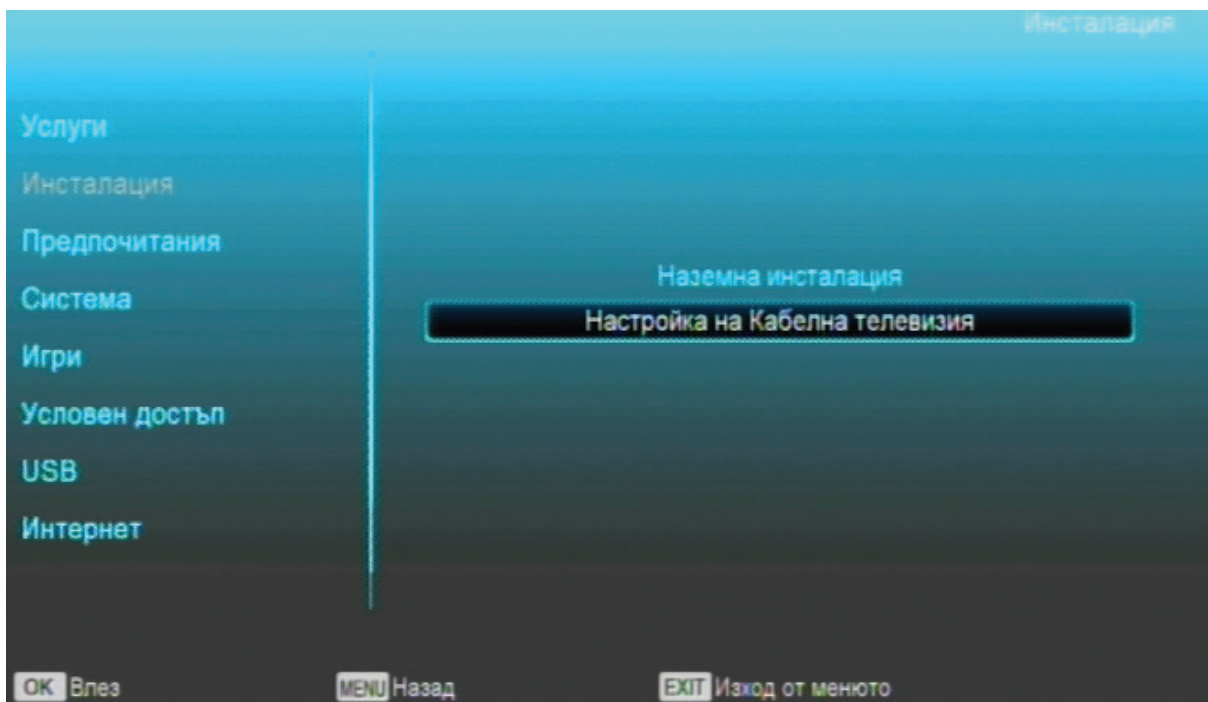 Инсталация
Услуги
Инсталация
Предпочитания
Система
Игри
Условен достъп
USB
Интернет
Наземна инсталация
Настройка на Кабелна телевизия
OK Влез
MENU Назад
EXIT Изход от менюто